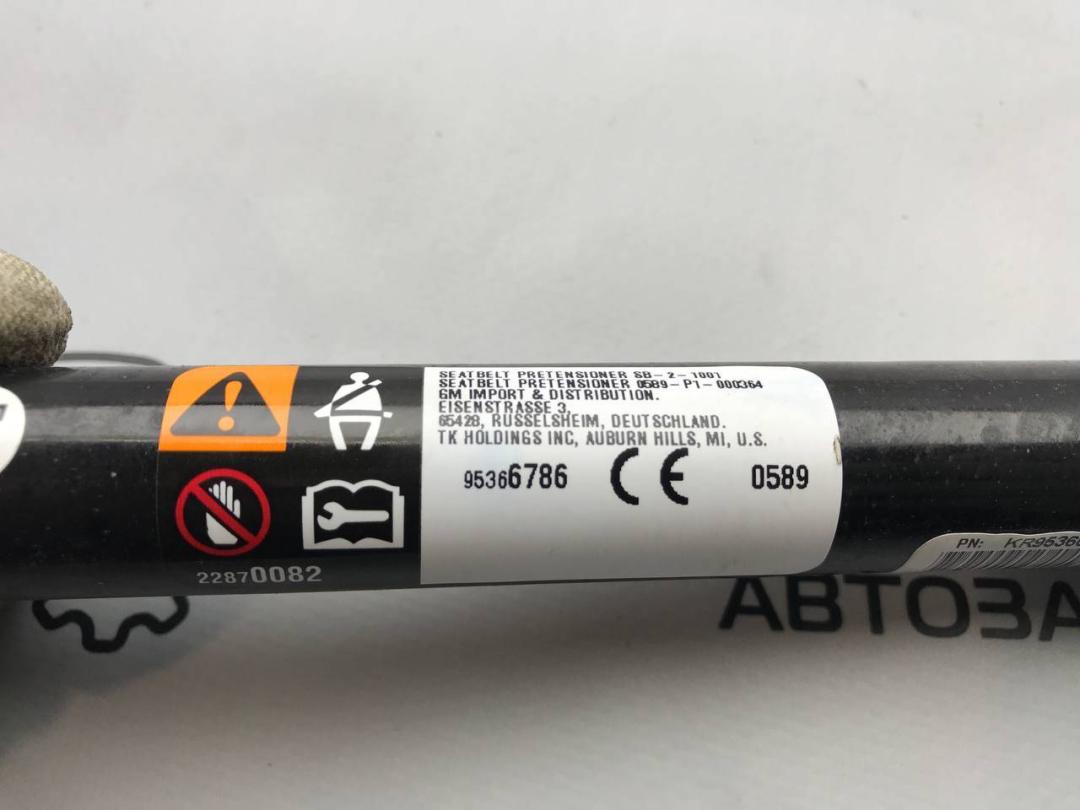 SEATBELT PRETENSIONER SB-2-1001
SEATBELT PRETENSIONER 0589-P1-000364
GM IMPORT & DISTRIBUTION.
EISENSTRASSE 3,
65428, RUSSELSHEIM, DEUTSCHLAND.
TK HOLDINGS INC, AUBURN HILLS, MI, U.S.
95366786 CE 0589
22870082
PN: KR9536
АВТОЗА